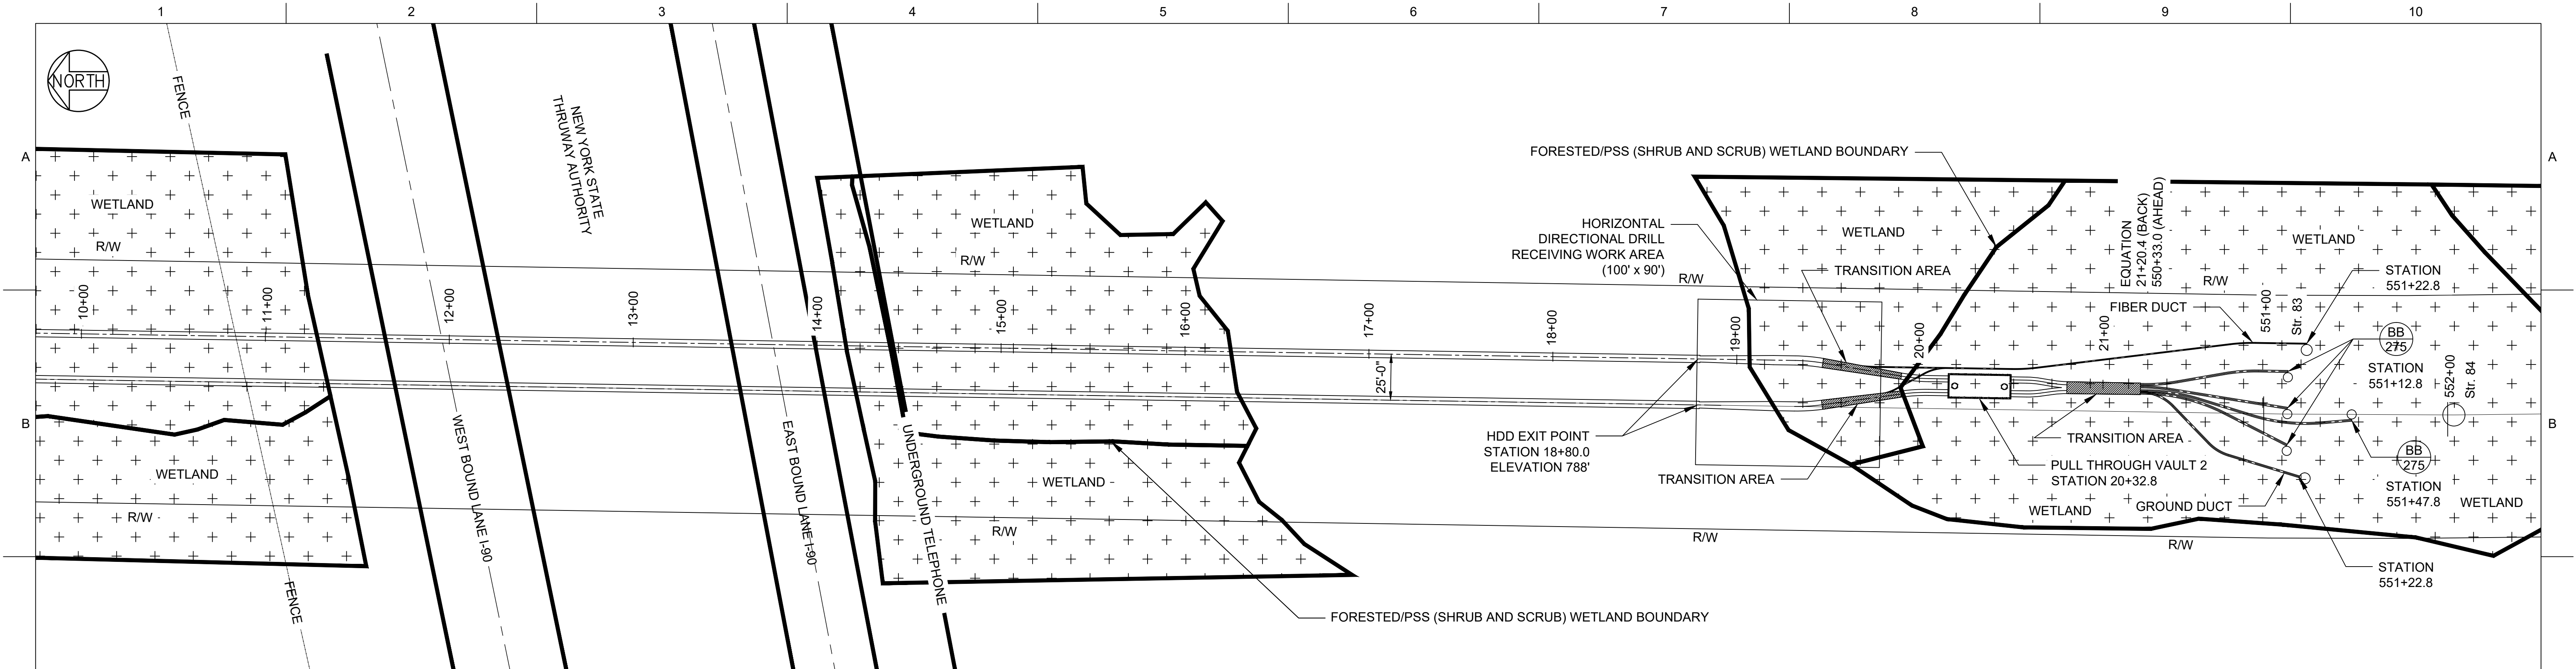 1
2
3
4
5
6
7
8
9
10
NORTH
A
A
B
B
FENCE
FENCE
WETLAND
R/W
10+00
11+00
WETLAND
R/W
WEST BOUND LANE I-90
12+00
NEW YORK STATE
THRUWAY AUTHORITY
13+00
EAST BOUND LANE I-90
14+00
UNDERGROUND TELEPHONE
WETLAND
R/W
15+00
16+00
WETLAND
R/W
FORESTED/PSS (SHRUB AND SCRUB) WETLAND BOUNDARY
17+00
25'-0"
18+00
FORESTED/PSS (SHRUB AND SCRUB) WETLAND BOUNDARY
HORIZONTAL
DIRECTIONAL DRILL
RECEIVING WORK AREA
(100' x 90')
R/W
WETLAND
TRANSITION AREA
19+00
20+00
HDD EXIT POINT
STATION 18+80.0
ELEVATION 788'
TRANSITION AREA
R/W
EQUATION
21+20.4 (BACK)
550+33.0 (AHEAD)
WETLAND
R/W
FIBER DUCT
21+00
551+00
Str. 83
STATION
551+22.8
BB
275
STATION
551+12.8
552+00
Str. 84
TRANSITION AREA
PULL THROUGH VAULT 2
STATION 20+32.8
BB
275
STATION
551+47.8
WETLAND
GROUND DUCT
WETLAND
R/W
STATION
551+22.8